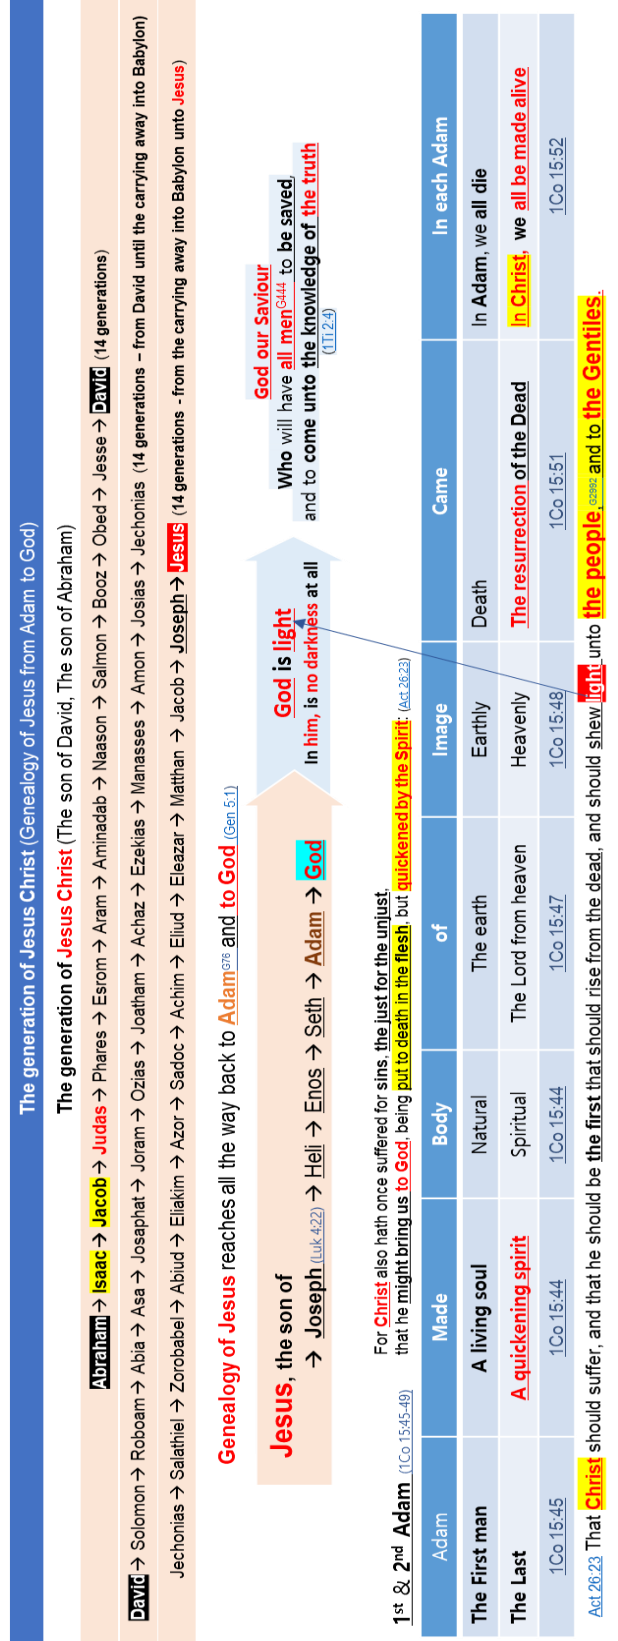 The generation of Jesus Christ (Genealogy of Jesus from Adam to God)
The generation of Jesus Christ (The son of David, The son of Abraham)
Abraham → Isaac → Jacob → Judas → Phares → Esrom → Aram → Aminadab → Naason → Salmon → Booz → Obed → Jesse → David (14 generations)
David → Solomon → Roboam → Abia → Asa → Josaphat → Joram → Ozias → Joatham → Achaz → Ezekias → Manasses → Amon → Josias → Jechonias (14 generations – from David until the carrying away into Babylon)
Jechonias → Salathiel → Zorobabel → Abiud → Eliakim → Azor → Sadoc → Achim → Eliud → Eleazar → Matthan → Jacob → Joseph → Jesus (14 generations - from the carrying away into Babylon unto Jesus)
Genealogy of Jesus reaches all the way back to Adam G76 and to God (Gen 5:1)
Jesus, the son of
→ Joseph (Luk 4:22) → Heli → Enos → Seth → Adam → God
God is light
In him, is no darkness at all
God our Saviour
Who will have all men G444 to be saved,
and to come unto the knowledge of the truth
(1Ti 2:4)
1st & 2nd Adam (1Co 15:45-49)
For Christ also hath once suffered for sins, the just for the unjust,
that he might bring us to God, being put to death in the flesh, but quickened by the Spirit: (Act 26:23)
Adam Made Body of Image Came In each Adam
The First man A living soul Natural The earth Earthly Death In Adam, we all die
The Last A quickening spirit Spiritual The Lord from heaven Heavenly The resurrection of the Dead In Christ, we all be made alive
1Co 15:45 1Co 15:44 1Co 15:44 1Co 15:47 1Co 15:48 1Co 15:51 1Co 15:52
Act 26:23 That Christ should suffer, and that he should be the first that should rise from the dead, and should shew light unto the people, G2992 and to the Gentiles.